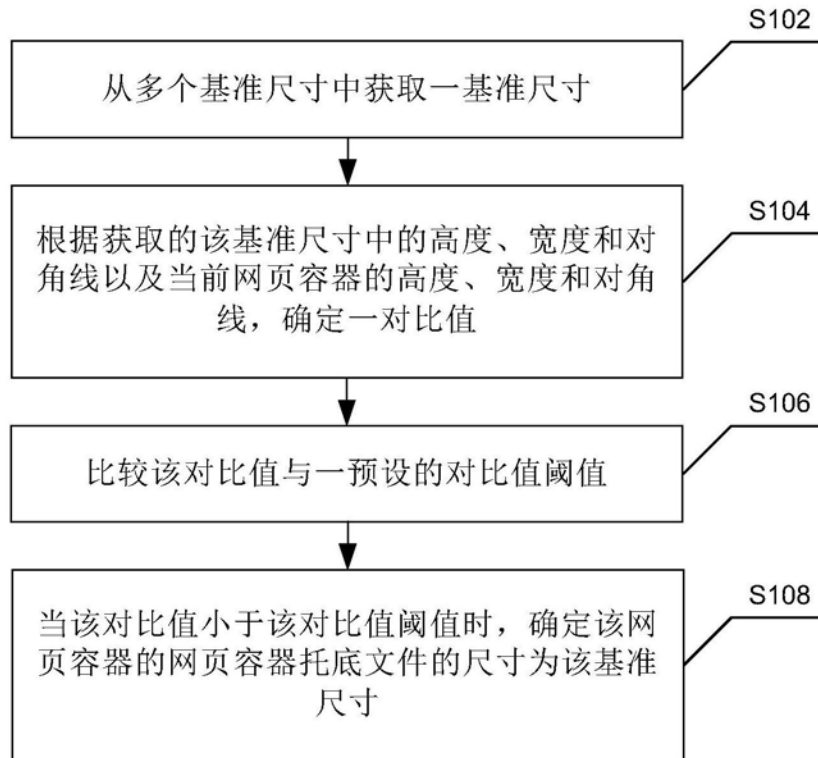 S102
从多个基准尺寸中获取一基准尺寸
S104
根据获取的该基准尺寸中的高度、宽度和对
角线以及当前网页容器的高度、宽度和对角
线，确定一对比值
S106
比较该对比值与一预设的对比值阈值
S108
当该对比值小于该对比值阈值时，确定该网
页容器的网页容器托底文件的尺寸为该基准
尺寸